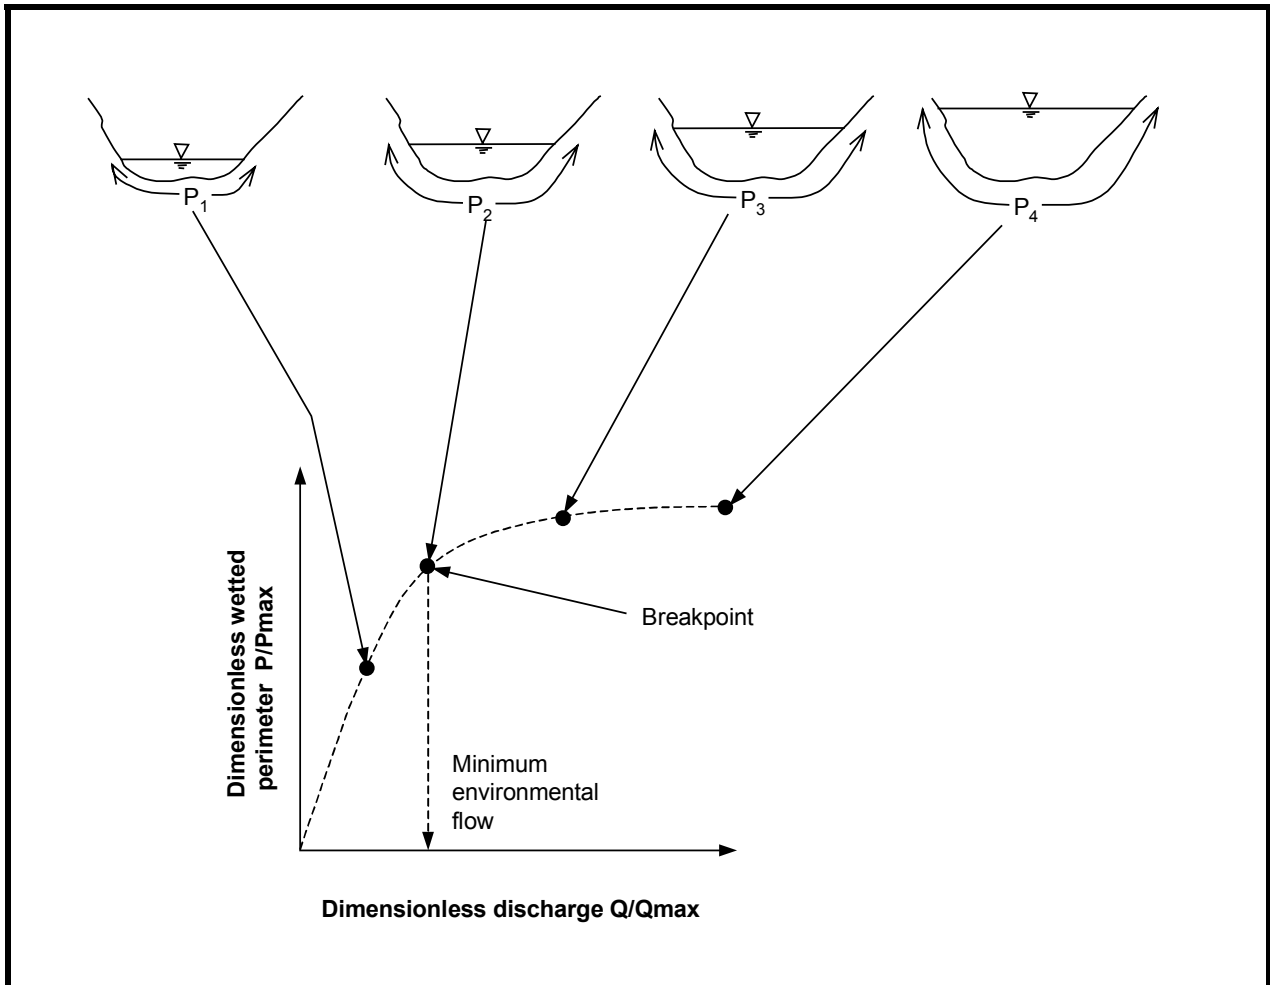 P1
P2
P3
P4
Breakpoint
Dimensionless wetted
perimeter P/Pmax
Minimum
environmental
flow
Dimensionless discharge Q/Qmax